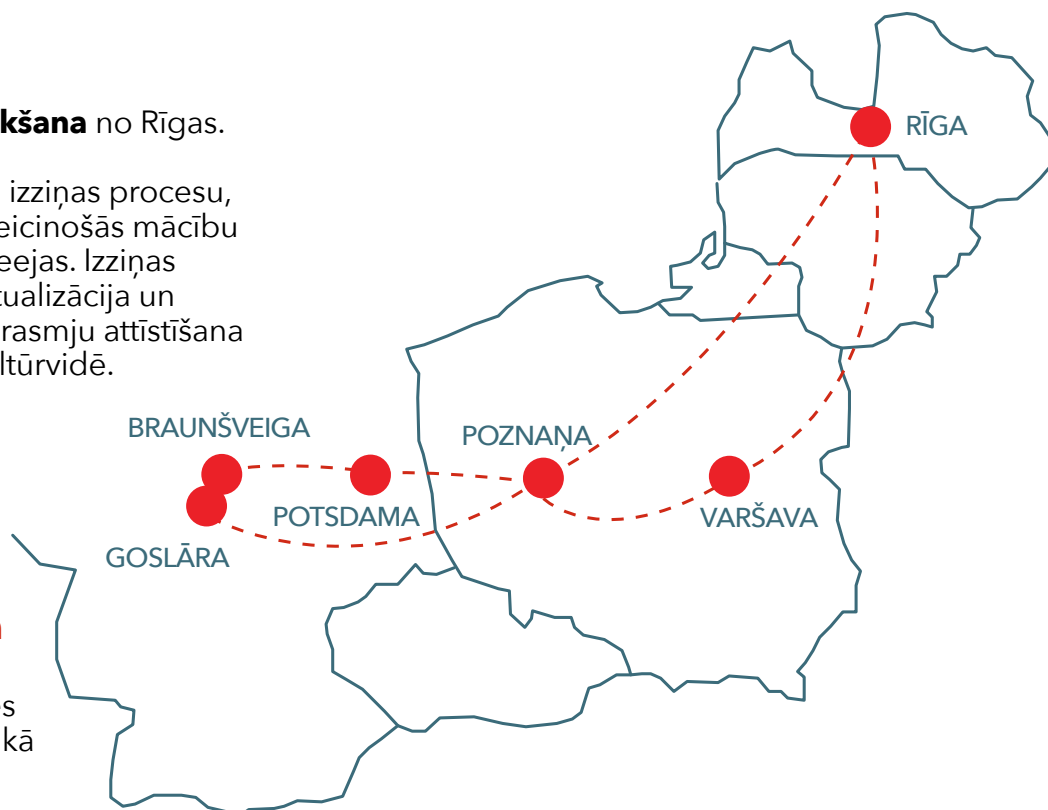 kšana no Rīgas.
izziņas procesu,
eicinošās mācību
eejas. Izziņas
tualizācija un
rasmju attīstīšana
ltūrvidē.
RĪGA
BRAUNŠVEIGA
POZNAŅA
POTSDAMA
VARŠAVA
GOSLĀRA
kā